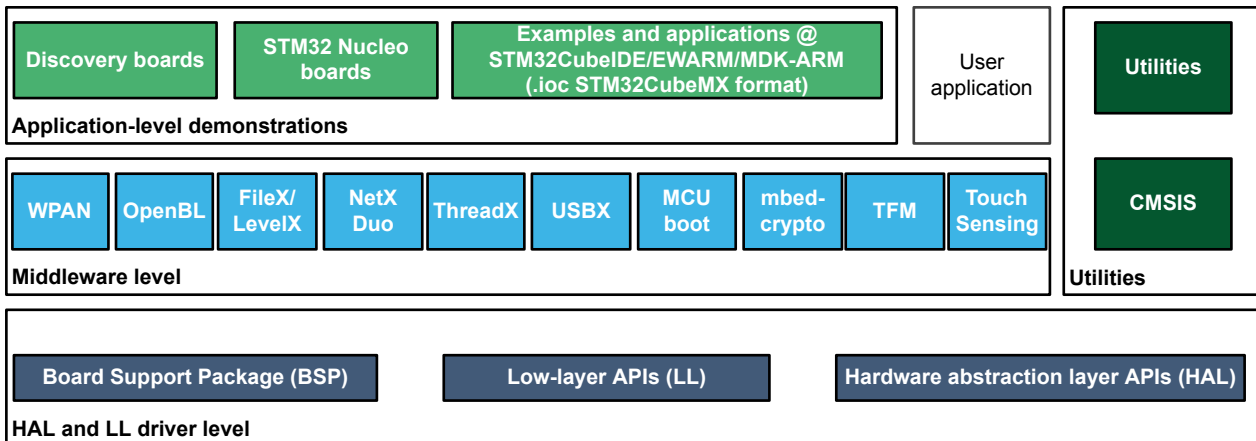 Discovery boards
STM32 Nucleo
boards
Examples and applications @
STM32CubeIDE/EWARM/MDK-ARM
(.ioc STM32CubeMX format)
Application-level demonstrations
User
application
Utilities
WPAN
OpenBL
FileX/
LevelX
NetX
Duo
ThreadX
USBX
MCU
boot
mbed-
crypto
TFM
Touch
Sensing
Middleware level
CMSIS
Utilities
Board Support Package (BSP)
Low-layer APIs (LL)
Hardware abstraction layer APIs (HAL)
HAL and LL driver level